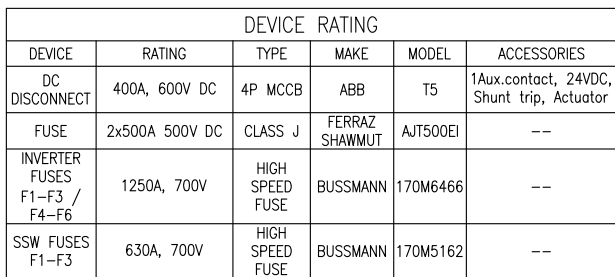 DEVICE RATING
DEVICE RATING TYPE MAKE MODEL ACCESSORIES
DC DISCONNECT 400A, 600V DC 4P MCCB ABB T5 1Aux.contact, 24VDC, Shunt trip, Actuator
FUSE 2x500A 500V DC CLASS J FERRAZ SHAWMUT AJT500EI --
INVERTER FUSES F1-F3 / F4-F6 1250A, 700V HIGH SPEED FUSE BUSSMANN 170M6466 --
SSW FUSES F1-F3 630A, 700V HIGH SPEED FUSE BUSSMANN 170M5162 --